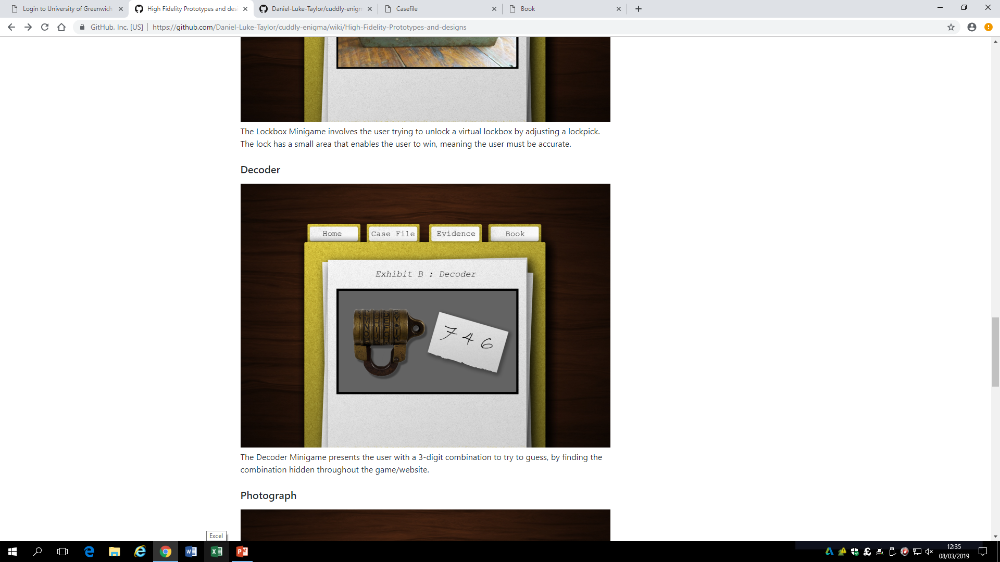 Login to University of Greenwich
High Fidelity Prototypes and des
Daniel-Luke-Taylor/cuddly-enigm
Casefile
Book
GitHub, Inc. [US]
https://github.com/Daniel-Luke-Taylor/cuddly-enigma/wiki/High-Fidelity-Prototypes-and-designs
The Lockbox Minigame involves the user trying to unlock a virtual lockbox by adjusting a lockpick.
The lock has a small area that enables the user to win, meaning the user must be accurate.
Decoder
Home
Case File
Evidence
Book
Exhibit B : Decoder
7 4 6
The Decoder Minigame presents the user with a 3-digit combination to try to guess, by finding the
combination hidden throughout the game/website.
Photograph
Excel
12:35
08/03/2019